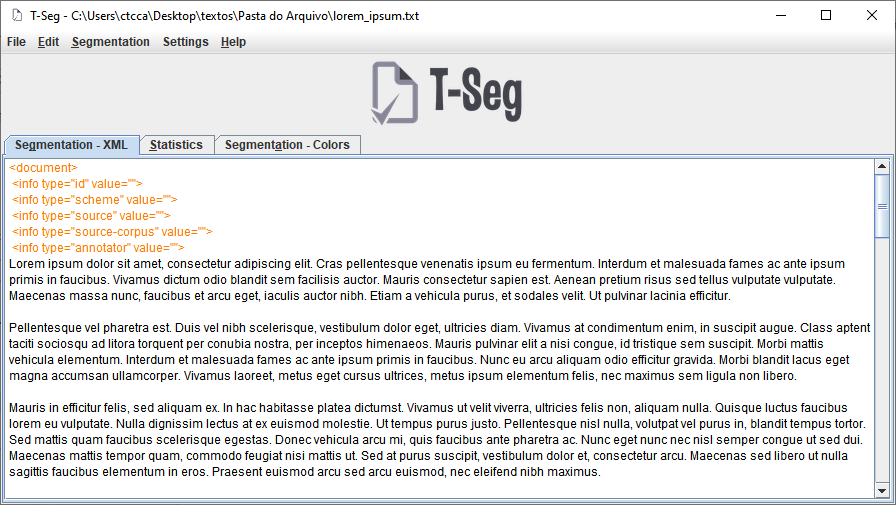 T-Seg - C:\Users\ctcca\Desktop\textos\Pasta do Arquivo\lorem_ipsum.txt
File Edit Segmentation Settings Help
T-Seg
Segmentation - XML Statistics Segmentation - Colors
<document>
<info type="id" value="">
<info type="scheme" value="">
<info type="source" value="">
<info type="source-corpus" value="">
<info type="annotator" value="">
Lorem ipsum dolor sit amet, consectetur adipiscing elit. Cras pellentesque venenatis ipsum eu fermentum. Interdum et malesuada fames ac ante ipsum
primis in faucibus. Vivamus dictum odio blandit sem facilisis auctor. Mauris consectetur sapien est. Aenean pretium risus sed tellus vulputate vulputate.
Maecenas massa nunc, faucibus et arcu eget, iaculis auctor nibh. Etiam a vehicula purus, et sodales velit. Ut pulvinar lacinia efficitur.
Pellentesque vel pharetra est. Duis vel nibh scelerisque, vestibulum dolor eget, ultricies diam. Vivamus at condimentum enim, in suscipit augue. Class aptent
taciti sociosqu ad litora torquent per conubia nostra, per inceptos himenaeos. Mauris pulvinar elit a nisi congue, id tristique sem suscipit. Morbi mattis
vehicula elementum. Interdum et malesuada fames ac ante ipsum primis in faucibus. Nunc eu arcu aliquam odio efficitur gravida. Morbi blandit lacus eget
magna accumsan ullamcorper. Vivamus laoreet, metus eget cursus ultrices, metus ipsum elementum felis, nec maximus sem ligula non libero.
Mauris in efficitur felis, sed aliquam ex. In hac habitasse platea dictumst. Vivamus ut velit viverra, ultricies felis non, aliquam nulla. Quisque luctus faucibus
lorem eu vulputate. Nulla dignissim lectus at ex euismod molestie. Ut tempus purus justo. Pellentesque nisl nulla, volutpat vel purus in, blandit tempus tortor.
Sed mattis quam faucibus scelerisque egestas. Donec vehicula arcu mi, quis faucibus ante pharetra ac. Nunc eget nunc nec nisl semper congue ut sed dui.
Maecenas mattis tempor quam, commodo feugiat nisi mattis ut. Sed at purus suscipit, vestibulum dolor et, consectetur arcu. Maecenas sed libero ut nulla
sagittis faucibus elementum in eros. Praesent euismod arcu sed arcu euismod, nec eleifend nibh maximus.